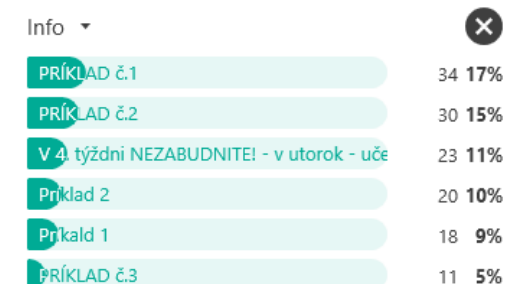 Info
PRÍKLAD č.1 34 17%
PRÍKLAD č.2 30 15%
V 4. týždni NEZABUDNITE! - v utorok - uče 23 11%
Príklad 2 20 10%
Príkald 1 18 9%
PRÍKLAD č.3 11 5%